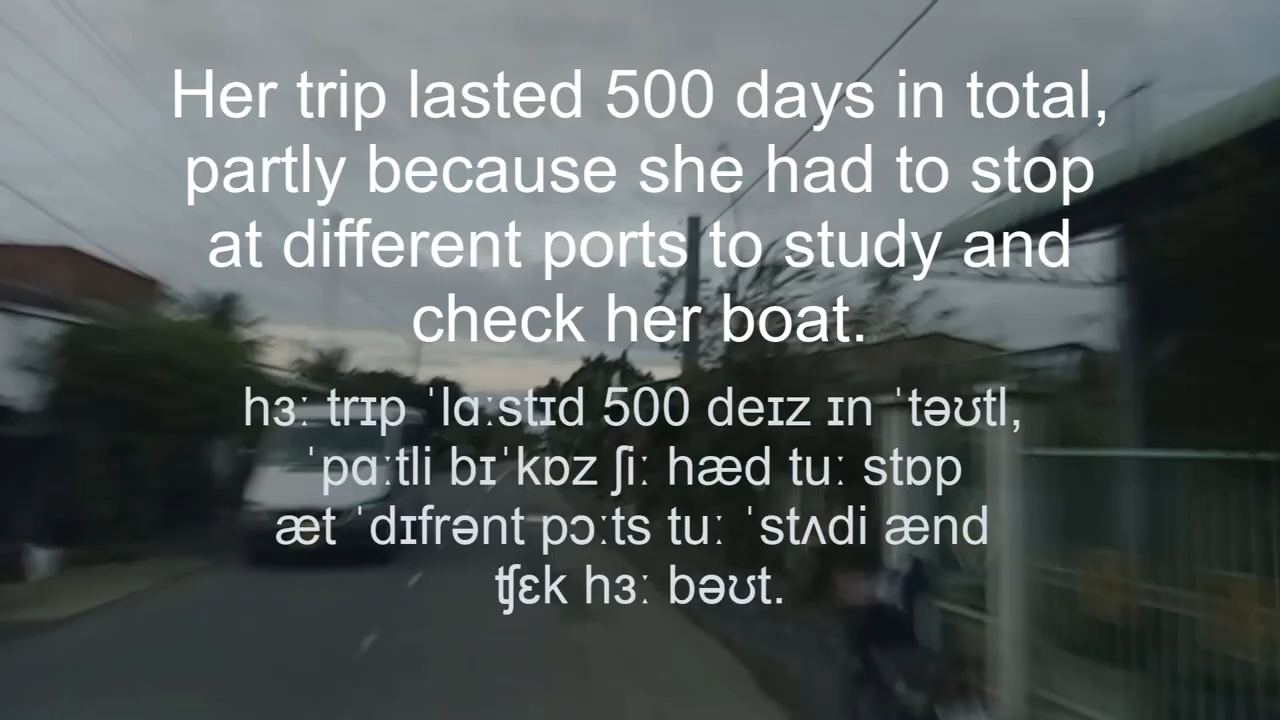 Her trip lasted 500 days in total,
partly because she had to stop
at different ports to study and
check her boat.
hɜː trɪp ˈlɑːstɪd 500 deɪz ɪn ˈtəʊtl,
ˈpɑːtli bɪˈkɒz ʃiː hæd tuː stɒp
æt ˈdɪfrənt pɔːts tuː ˈstʌdi ænd
ʧɛk hɜː bəʊt.